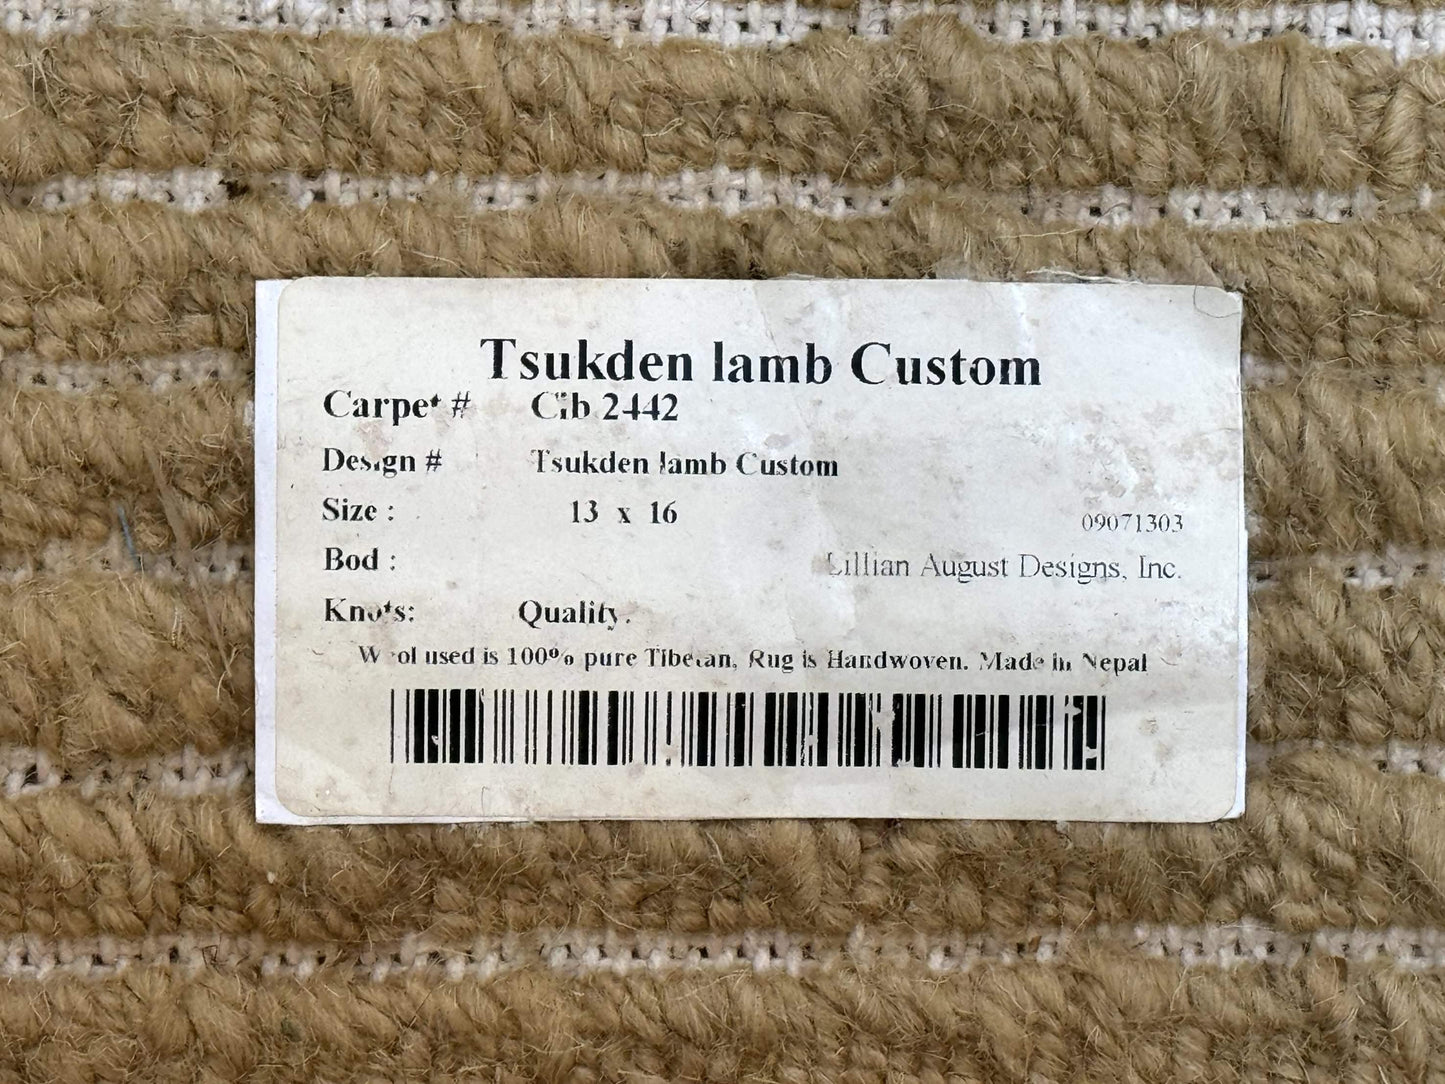 Tsukden lamb Custom
Carpet # Cib 2442
Design # Tsukden lamb Custom
Size : 13 x 16
09071303
Bod :
Lillian August Designs, Inc.
Knots: Quality:
Wool used is 100% pure Tibetan, Rug is Handwoven. Made in Nepal